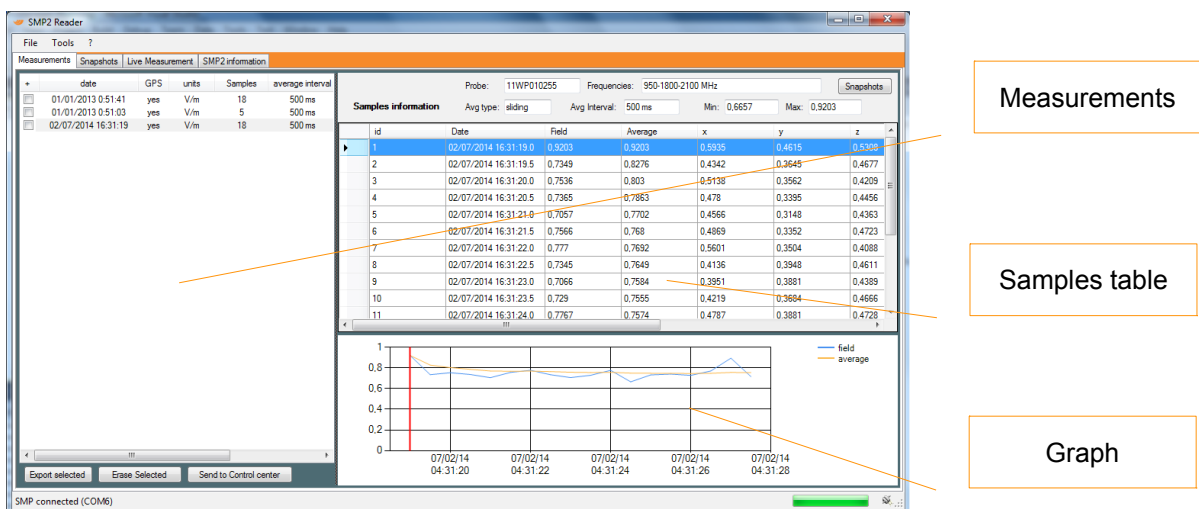 SMP2 Reader
File Tools ?
Measurements Snapshots Live Measurement SMP2 information
+ date GPS units Samples average interval
01/01/2013 0:51:41 yes V/m 18 500 ms
01/01/2013 0:51:03 yes V/m 5 500 ms
02/07/2014 16:31:19 yes V/m 18 500 ms
Export selected Erase Selected Send to Control center
SMP connected (COM6)
Probe: 11WP010255 Frequencies: 950-1800-2100 MHz Snapshots
Samples information Avg type: sliding Avg Interval: 500 ms Min: 0,6657 Max: 0,9203
id Date Field Average x y z
1 02/07/2014 16:31:19.0 0,9203 0,9203 0,5935 0,4615 0,5308
2 02/07/2014 16:31:19.5 0,7349 0,8276 0,4342 0,3645 0,4677
3 02/07/2014 16:31:20.0 0,7536 0,803 0,5138 0,3562 0,4209
4 02/07/2014 16:31:20.5 0,7365 0,7863 0,478 0,3395 0,4456
5 02/07/2014 16:31:21.0 0,7057 0,7702 0,4566 0,3148 0,4363
6 02/07/2014 16:31:21.5 0,7566 0,768 0,4869 0,3352 0,4723
7 02/07/2014 16:31:22.0 0,777 0,7692 0,5601 0,3504 0,4088
8 02/07/2014 16:31:22.5 0,7345 0,7649 0,4136 0,3948 0,4611
9 02/07/2014 16:31:23.0 0,7066 0,7584 0,3951 0,3881 0,4389
10 02/07/2014 16:31:23.5 0,729 0,7555 0,4219 0,3684 0,4666
11 02/07/2014 16:31:24.0 0,7767 0,7574 0,4787 0,3881 0,4728
1
0,8
0,6
0,4
0,2
0
07/02/14 07/02/14 07/02/14 07/02/14 07/02/14
04:31:20 04:31:22 04:31:24 04:31:26 04:31:28
field
average
Measurements
Samples table
Graph